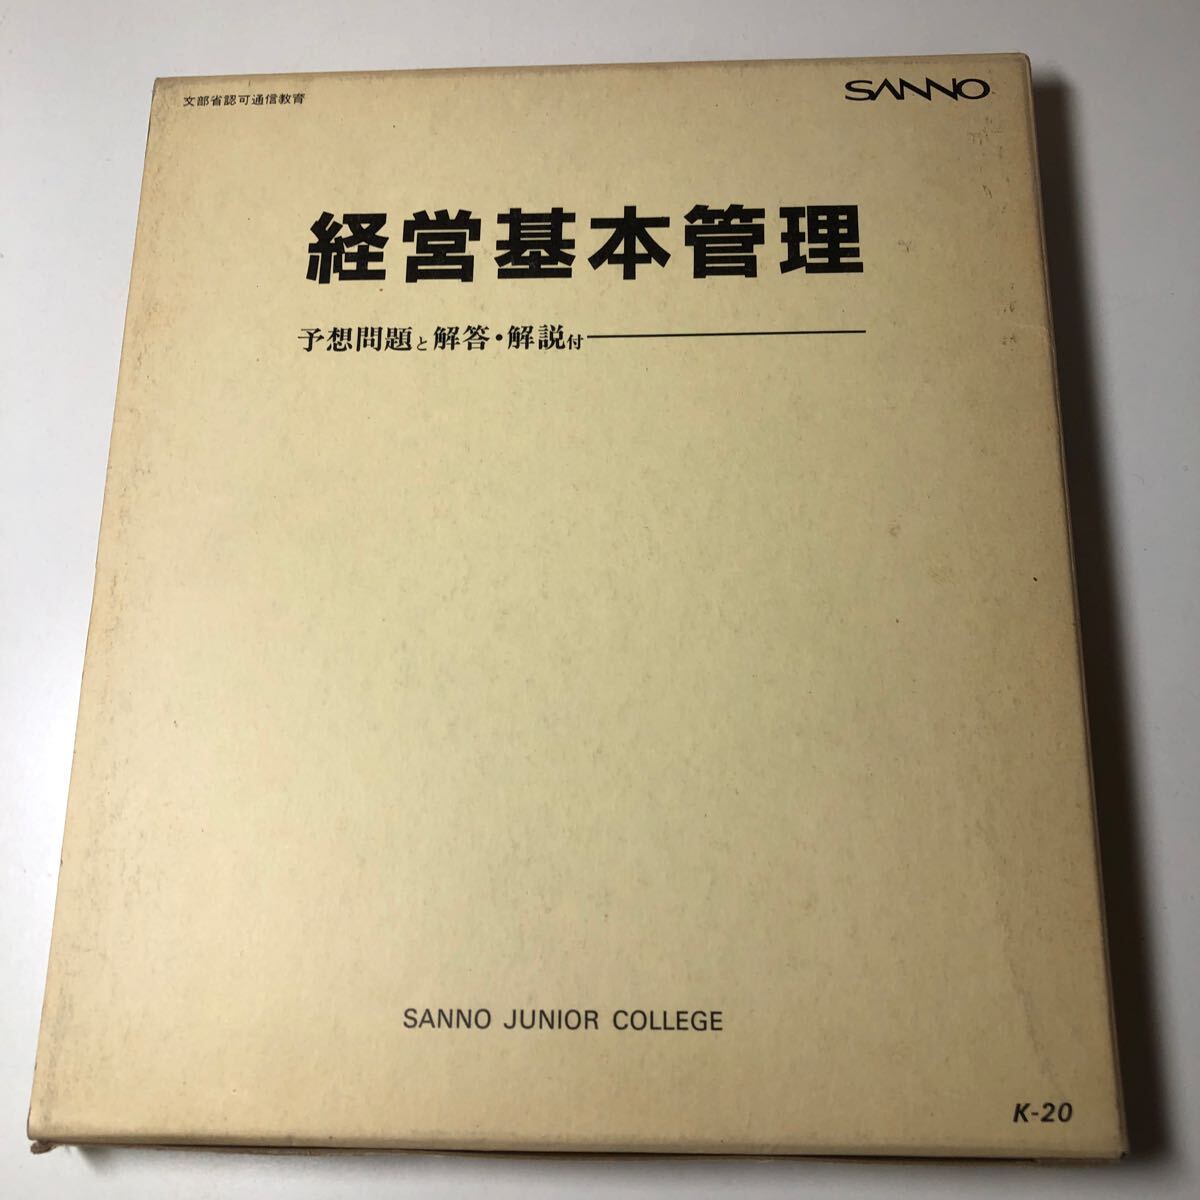 文部省認可通信教育
SANNO
経営基本管理
予想問題と解答・解説付
SANNO JUNIOR COLLEGE
K-20